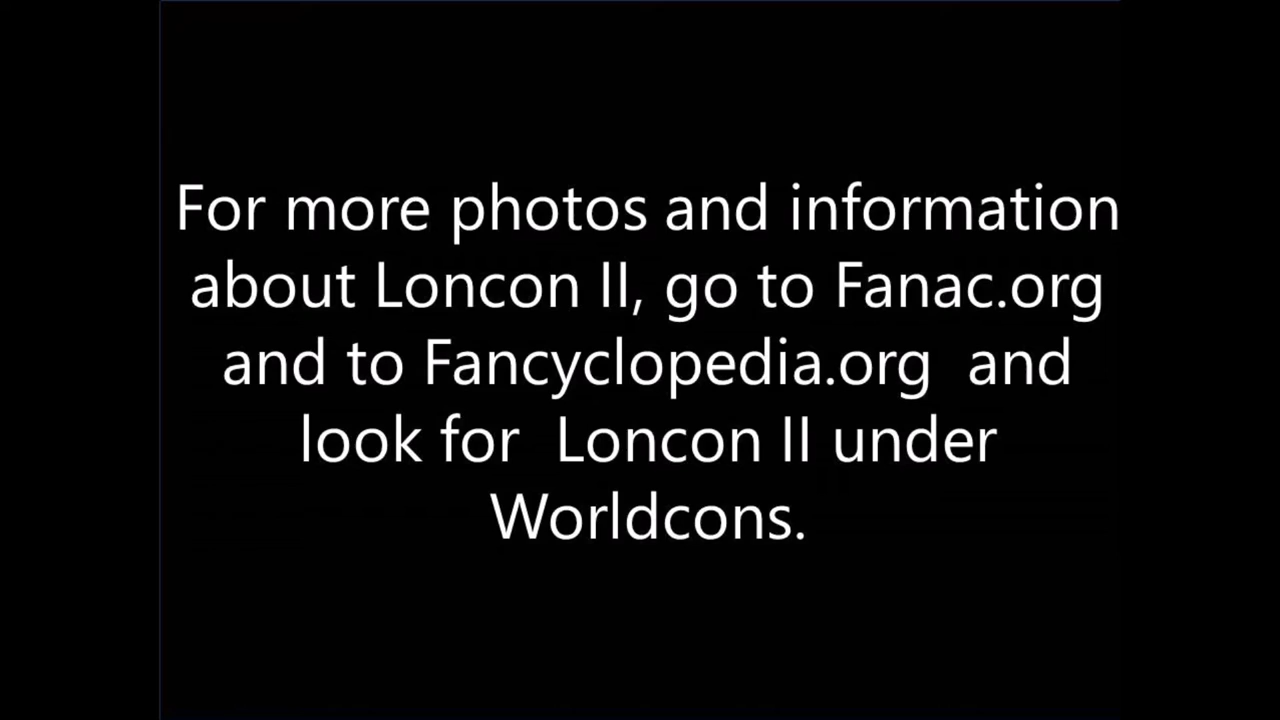 For more photos and information
about Loncon II, go to Fanac.org
and to Fancyclopedia.org  and
look for  Loncon II under
Worldcons.